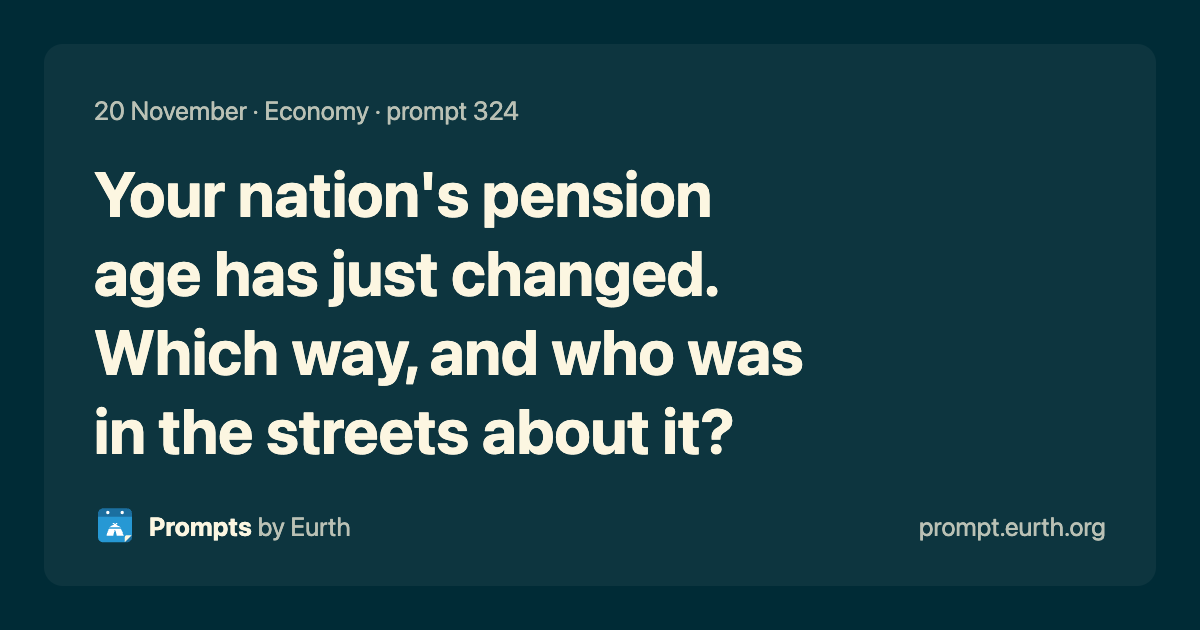 20 November · Economy · prompt 324
Your nation's pension
age has just changed.
Which way, and who was
in the streets about it?
Prompts by Eurth
prompt.eurth.org